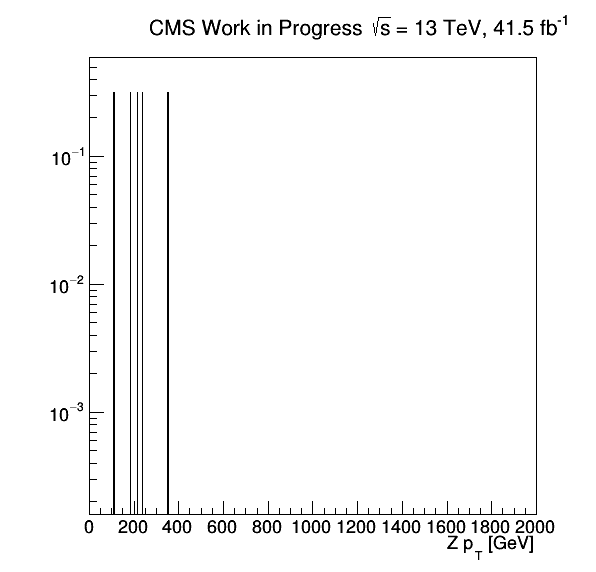 CMS Work in Progress √s = 13 TeV, 41.5 fb⁻¹
10⁻¹
10⁻²
10⁻³
0 200 400 600 800 1000 1200 1400 1600 1800 2000
Z p_T [GeV]